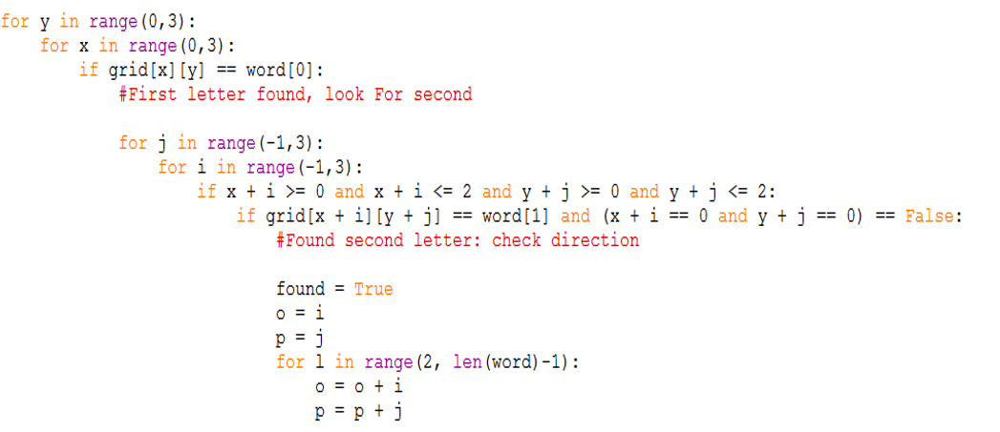 for y in range(0,3):
    for x in range(0,3):
        if grid[x][y] == word[0]:
            #First letter found, look For second

            for j in range(-1,3):
                for i in range(-1,3):
                    if x + i >= 0 and x + i <= 2 and y + j >= 0 and y + j <= 2:
                        if grid[x + i][y + j] == word[1] and (x + i == 0 and y + j == 0) == False:
                            #Found second letter: check direction

                            found = True
                            o = i
                            p = j
                            for l in range(2, len(word)-1):
                                o = o + i
                                p = p + j